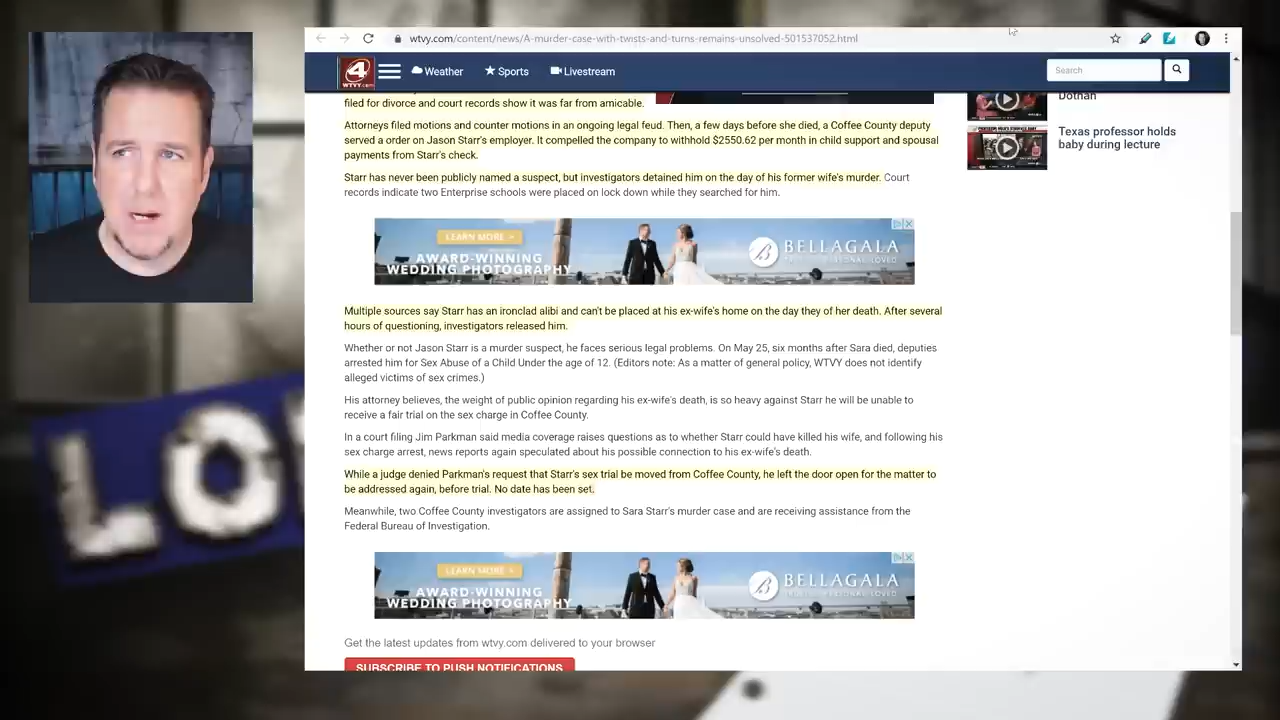 wtvy.com/content/news/A-murder-case-with-twists-and-turns-remains-unsolved-501537052.html
4
WTVY.com
Weather
Sports
Livestream
Search
filed for divorce and court records show it was far from amicable.
Attorneys filed motions and counter motions in an ongoing legal feud. Then, a few days before she died, a Coffee County deputy
served a order on Jason Starr's employer. It compelled the company to withhold $2550.62 per month in child support and spousal
payments from Starr's check.
Starr has never been publicly named a suspect, but investigators detained him on the day of his former wife's murder. Court
records indicate two Enterprise schools were placed on lock down while they searched for him.
Dothan
Texas professor holds
baby during lecture
LEARN MORE
AWARD-WINNING
WEDDING PHOTOGRAPHY
B BELLAGALA
Multiple sources say Starr has an ironclad alibi and can't be placed at his ex-wife's home on the day they of her death. After several
hours of questioning, investigators released him.
Whether or not Jason Starr is a murder suspect, he faces serious legal problems. On May 25, six months after Sara died, deputies
arrested him for Sex Abuse of a Child Under the age of 12. (Editors note: As a matter of general policy, WTVY does not identify
alleged victims of sex crimes.)
His attorney believes, the weight of public opinion regarding his ex-wife's death, is so heavy against Starr he will be unable to
receive a fair trial on the sex charge in Coffee County.
In a court filing Jim Parkman said media coverage raises questions as to whether Starr could have killed his wife, and following his
sex charge arrest, news reports again speculated about his possible connection to his ex-wife's death.
While a judge denied Parkman's request that Starr's sex trial be moved from Coffee County, he left the door open for the matter to
be addressed again, before trial. No date has been set.
Meanwhile, two Coffee County investigators are assigned to Sara Starr's murder case and are receiving assistance from the
Federal Bureau of Investigation.
LEARN MORE
AWARD-WINNING
WEDDING PHOTOGRAPHY
B BELLAGALA
Get the latest updates from wtvy.com delivered to your browser
SUBSCRIBE TO PUSH NOTIFICATIONS
LO